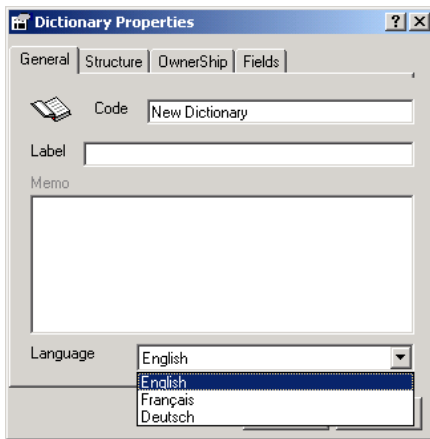 Dictionary Properties
General Structure OwnerShip Fields
Code New Dictionary
Label
Memo
Language English
English
Français
Deutsch